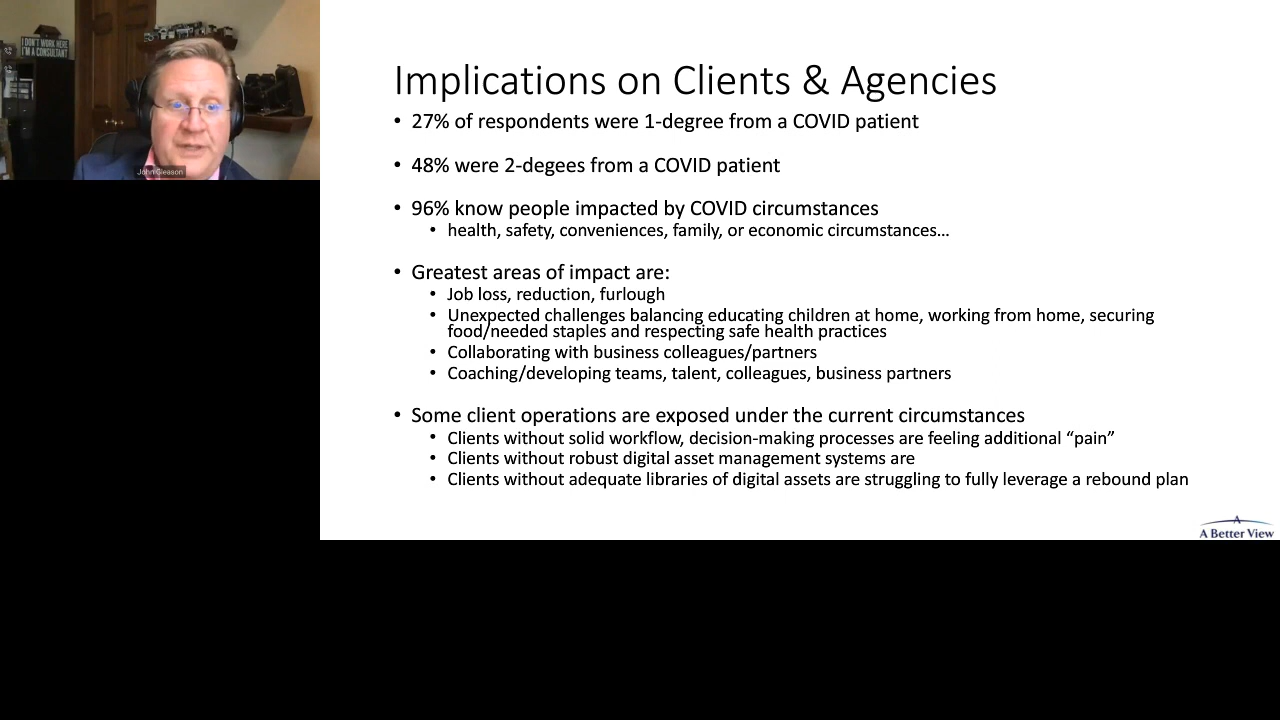 I DON'T WORK HERE
I'M A CONSULTANT
John Gleason
Implications on Clients & Agencies
• 27% of respondents were 1-degree from a COVID patient
• 48% were 2-degees from a COVID patient
• 96% know people impacted by COVID circumstances
• health, safety, conveniences, family, or economic circumstances…
• Greatest areas of impact are:
• Job loss, reduction, furlough
• Unexpected challenges balancing educating children at home, working from home, securing
food/needed staples and respecting safe health practices
• Collaborating with business colleagues/partners
• Coaching/developing teams, talent, colleagues, business partners
• Some client operations are exposed under the current circumstances
• Clients without solid workflow, decision-making processes are feeling additional “pain”
• Clients without robust digital asset management systems are
• Clients without adequate libraries of digital assets are struggling to fully leverage a rebound plan
A Better View